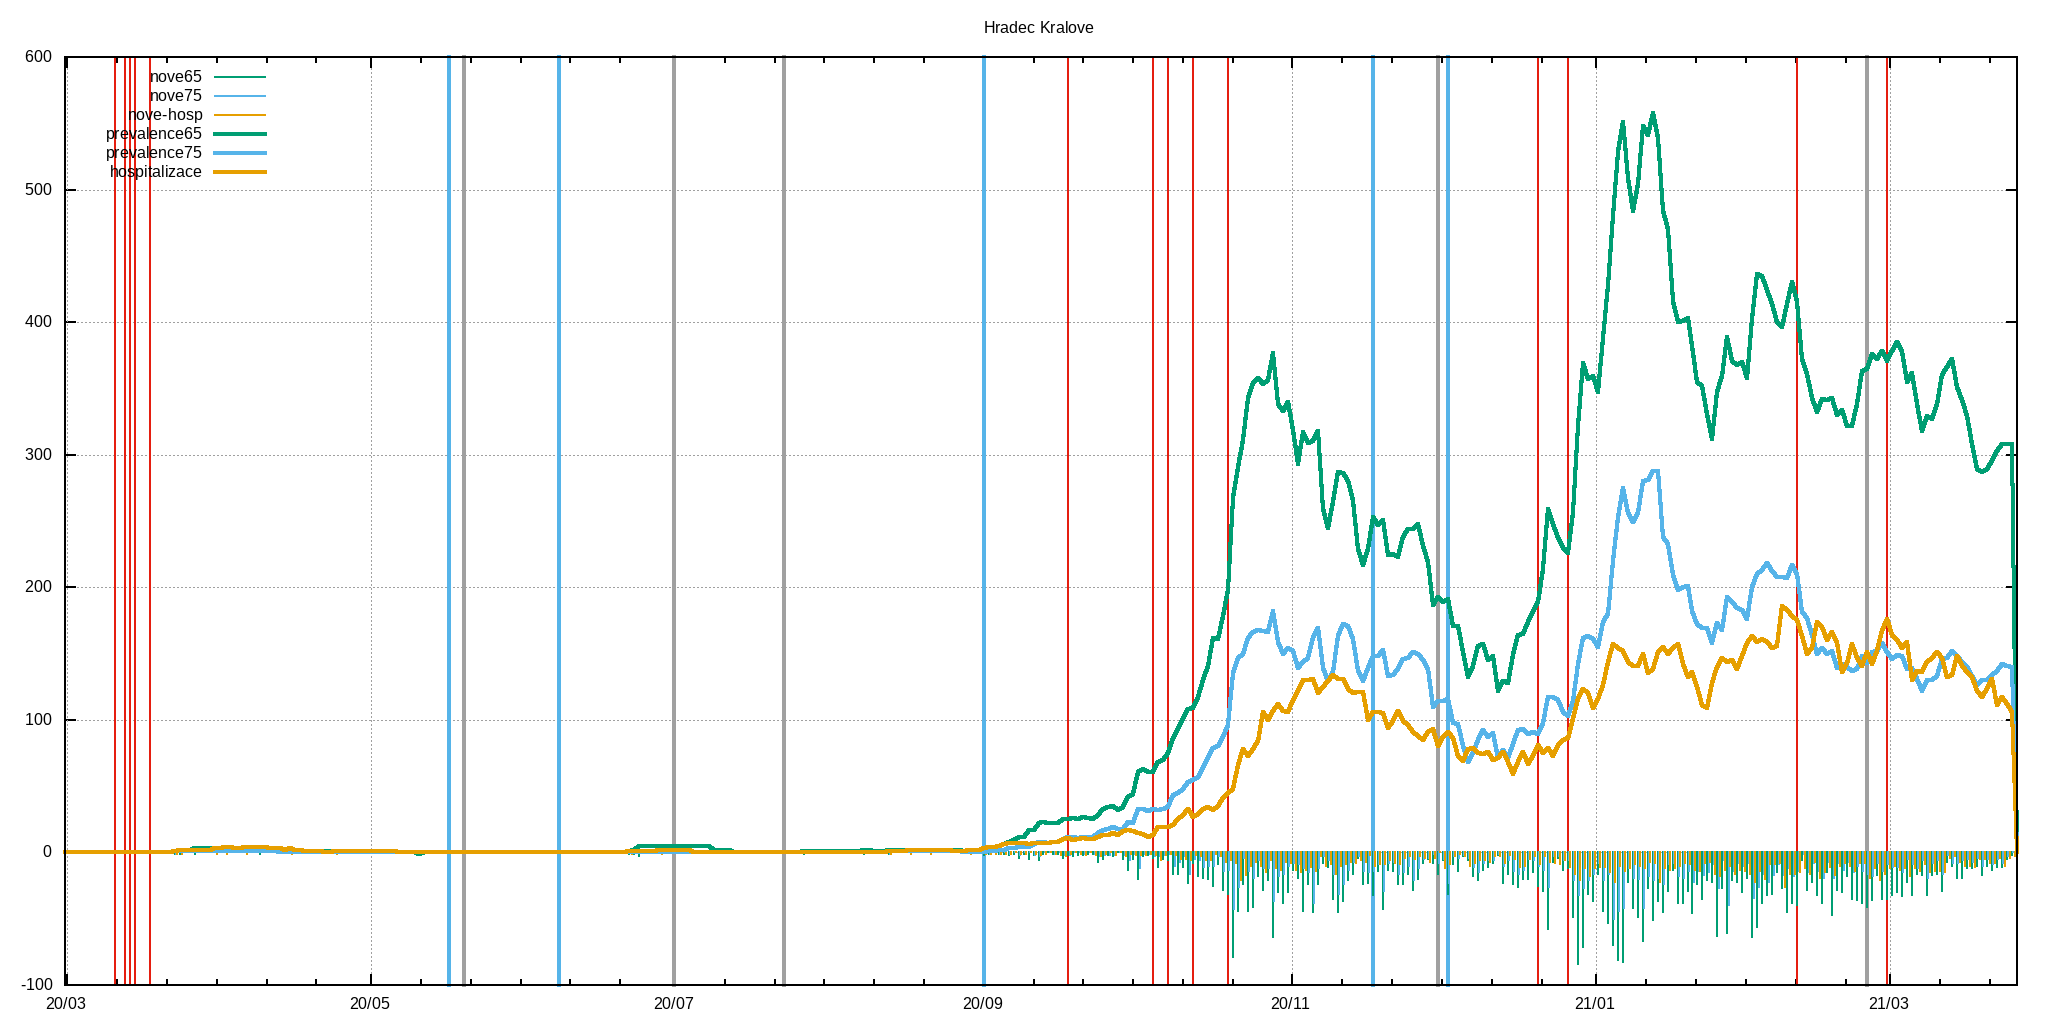 Hradec Kralove
600
500
400
300
200
100
0
-100
nove65
nove75
nove-hosp
prevalence65
prevalence75
hospitalizace
20/03 20/05 20/07 20/09 20/11 21/01 21/03